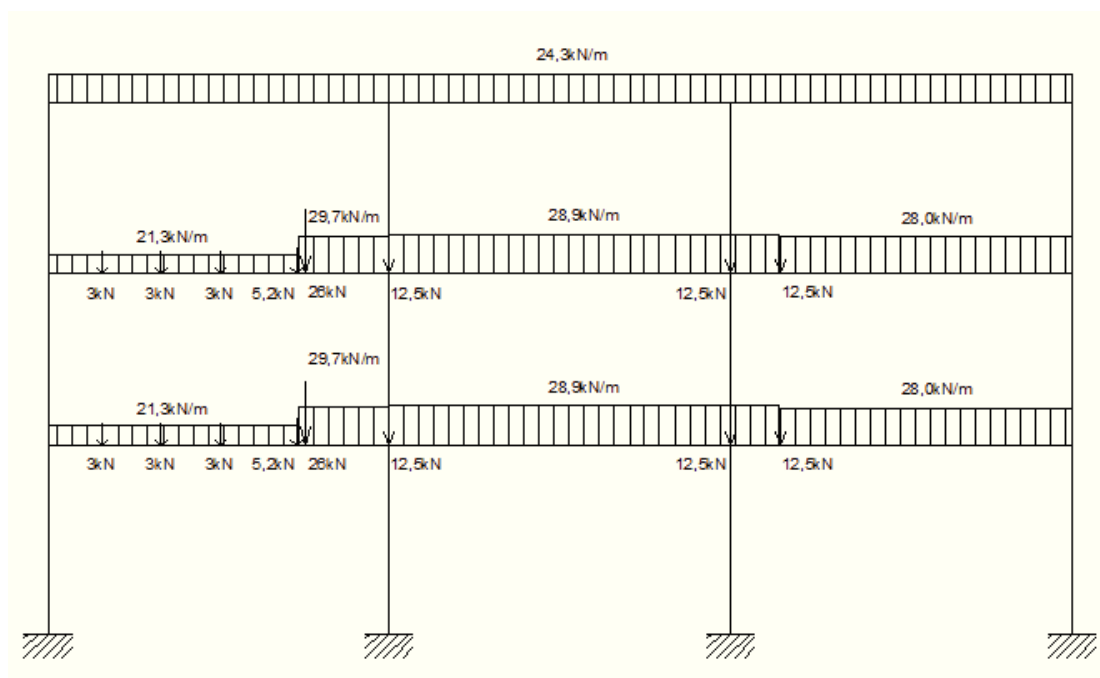 24,3kN/m
29,7kN/m 28,9kN/m 28,0kN/m
21,3kN/m
3kN 3kN 3kN 5,2kN 26kN 12,5kN 12,5kN 12,5kN
29,7kN/m
28,9kN/m 28,0kN/m
21,3kN/m
3kN 3kN 3kN 5,2kN 26kN 12,5kN 12,5kN 12,5kN